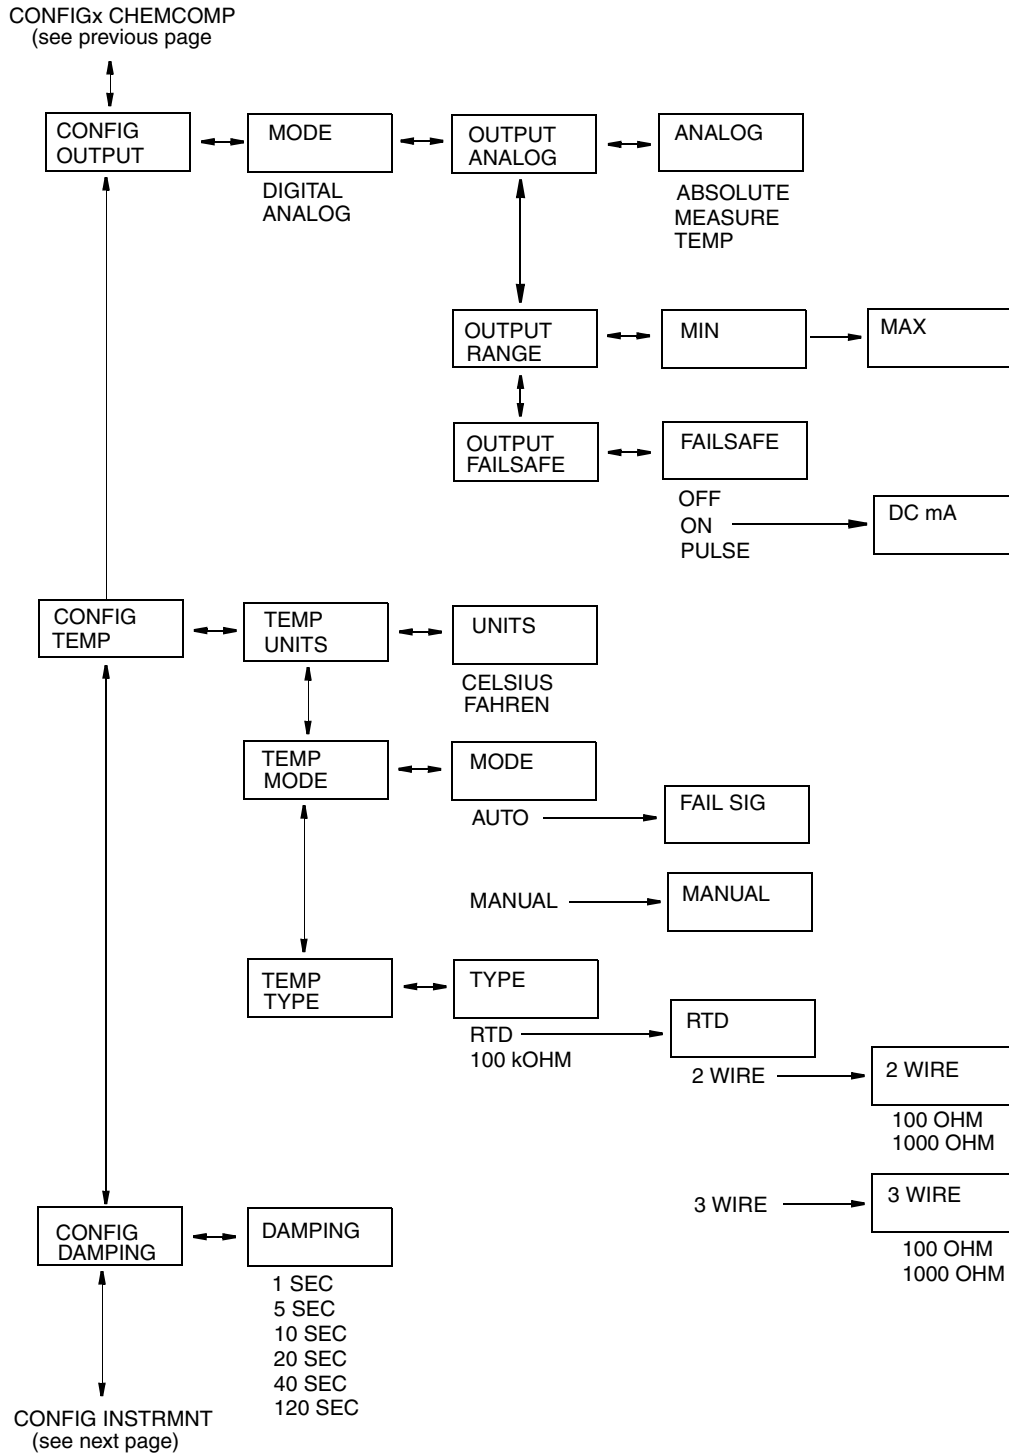 CONFIGx CHEMCOMP
(see previous page
CONFIG
OUTPUT
MODE
DIGITAL
ANALOG
OUTPUT
ANALOG
ANALOG
ABSOLUTE
MEASURE
TEMP
OUTPUT
RANGE
MIN
MAX
OUTPUT
FAILSAFE
FAILSAFE
OFF
ON
PULSE
DC mA
CONFIG
TEMP
TEMP
UNITS
UNITS
CELSIUS
FAHREN
TEMP
MODE
MODE
AUTO
FAIL SIG
MANUAL
MANUAL
TEMP
TYPE
TYPE
RTD
100 kOHM
RTD
2 WIRE
2 WIRE
100 OHM
1000 OHM
3 WIRE
3 WIRE
100 OHM
1000 OHM
CONFIG
DAMPING
DAMPING
1 SEC
5 SEC
10 SEC
20 SEC
40 SEC
120 SEC
CONFIG INSTRMNT
(see next page)